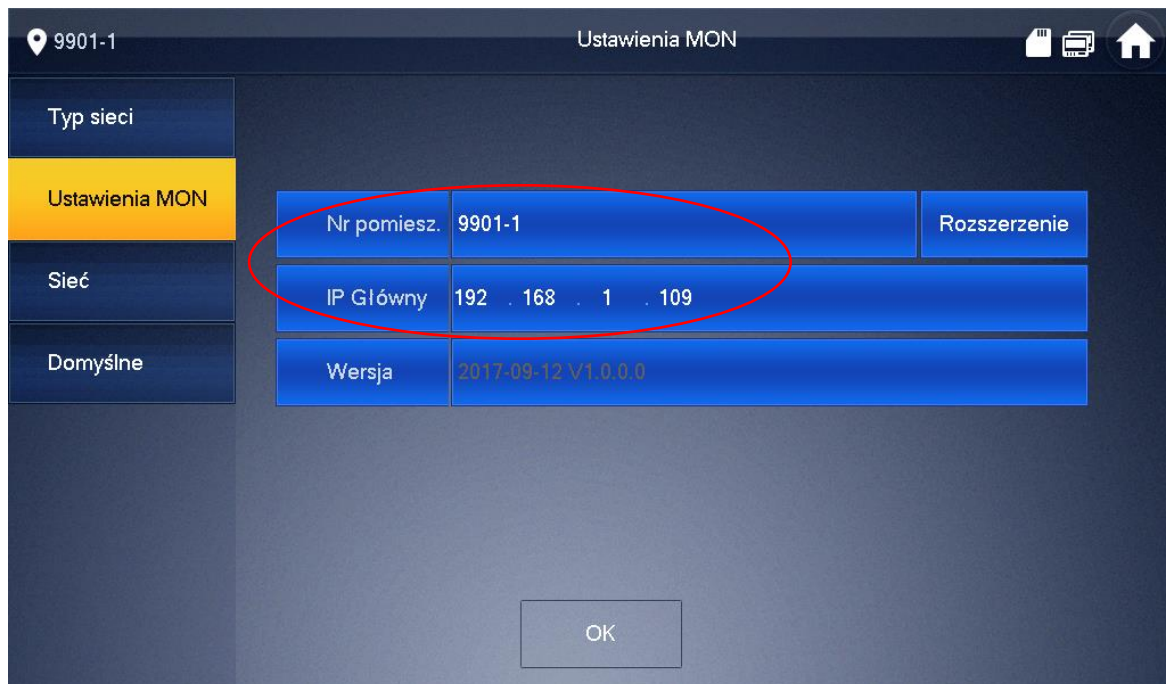 9901-1
Ustawienia MON
Typ sieci
Ustawienia MON
Sieć
Domyślne
Nr pomiesz. 9901-1 Rozszerzenie
IP Główny 192 . 168 . 1 . 109
Wersja 2017-09-12 V1.0.0.0
OK